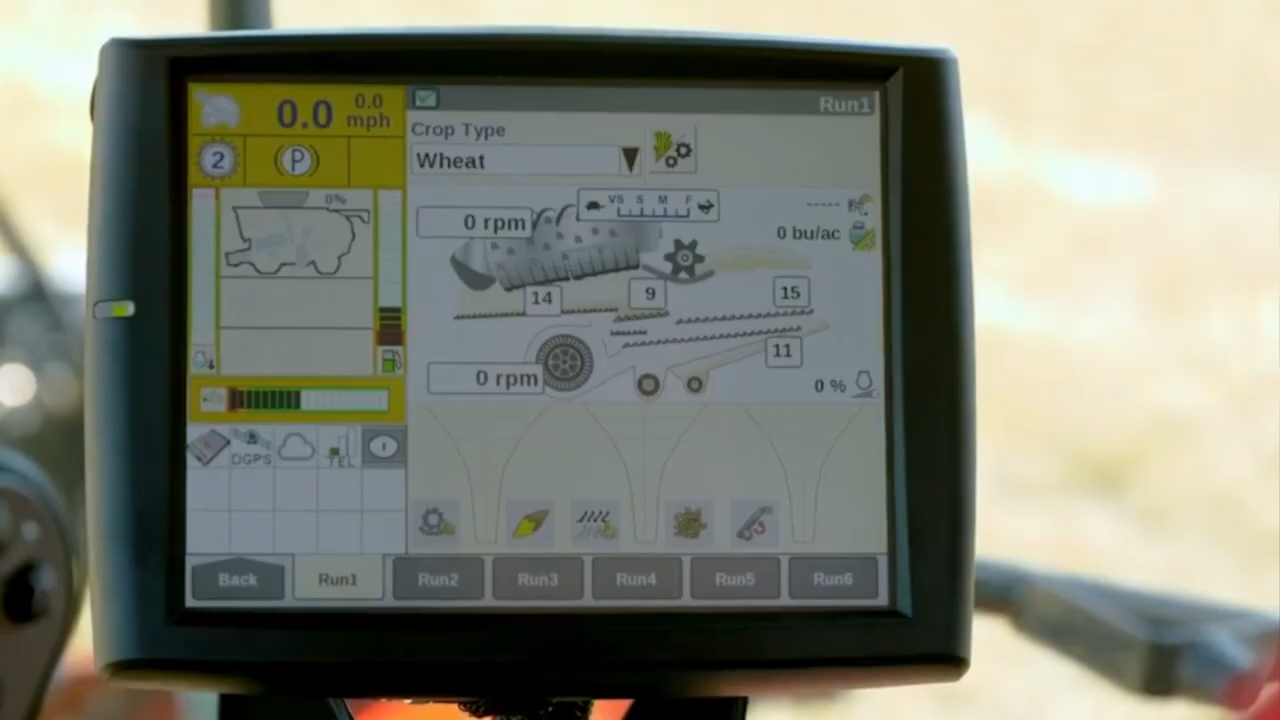 0.0
0.0
mph
Run1
Crop Type
2
P
Wheat
0%
VS S M F
0 rpm
-----
0 bu/ac
14
9
15
11
0 rpm
0 %
DGPS
TEL
Back
Run1
Run2
Run3
Run4
Run5
Run6